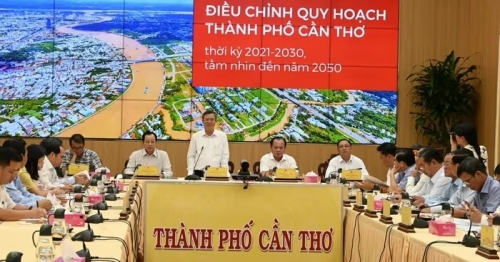 ĐIỀU CHỈNH QUY HOẠCH
THÀNH PHỐ CẦN THƠ
thời kỳ 2021-2030,
tầm nhìn đến năm 2050
THÀNH PHỐ CẦN THƠ